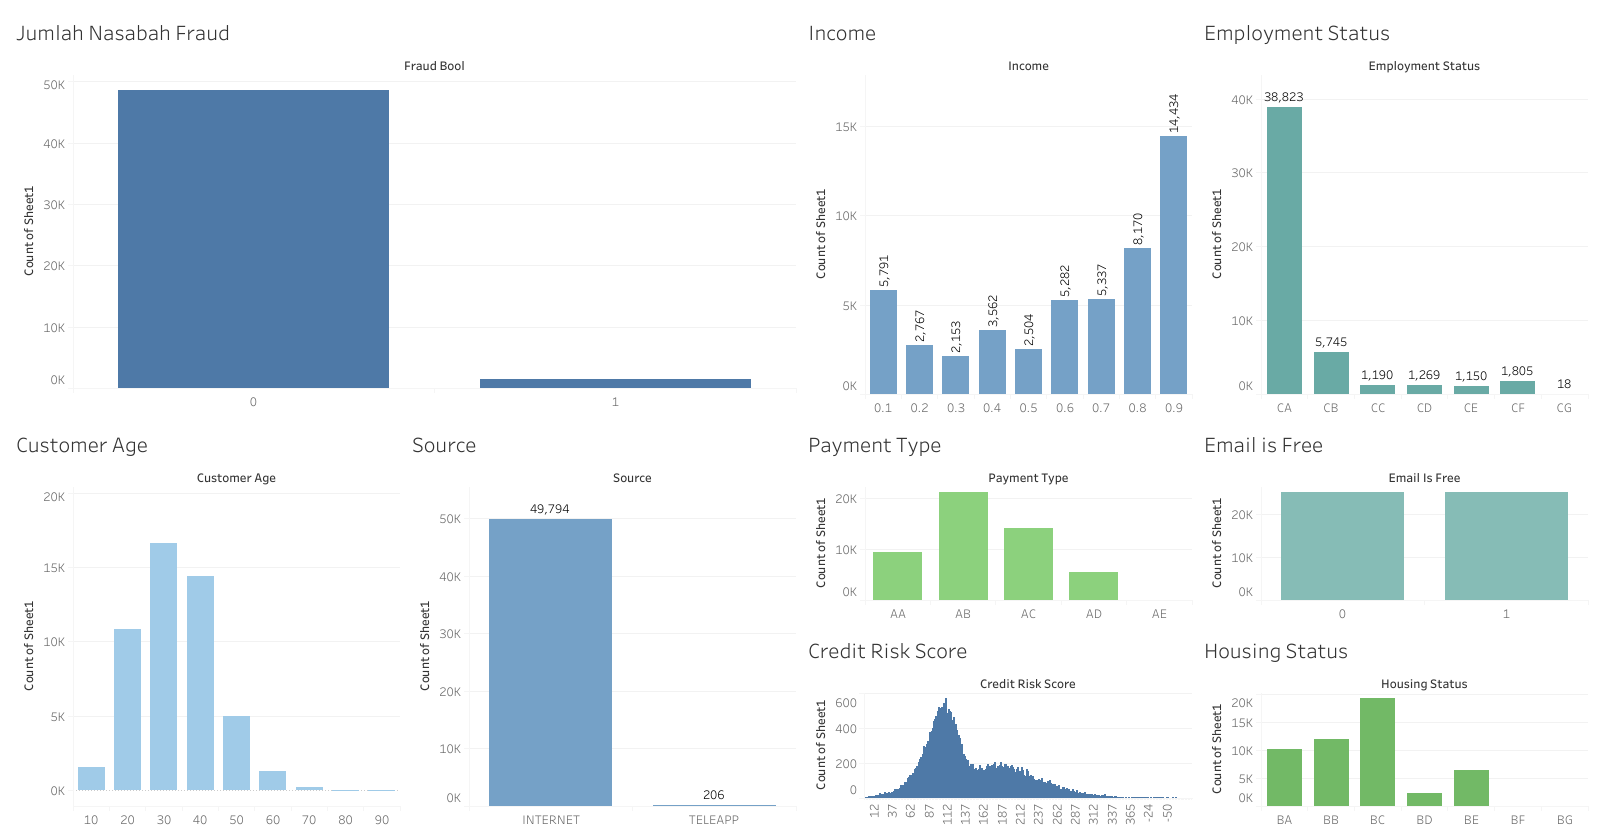 Jumlah Nasabah Fraud
Fraud Bool
Count of Sheet1
50K
40K
30K
20K
10K
0K
0 1
Income
Income
Count of Sheet1
15K
10K
5K
0K
5,791 2,767 2,153 3,562 2,504 5,282 5,337 8,170 14,434
0.1 0.2 0.3 0.4 0.5 0.6 0.7 0.8 0.9
Employment Status
Employment Status
Count of Sheet1
40K
30K
20K
10K
0K
38,823 5,745 1,190 1,269 1,150 1,805 18
CA CB CC CD CE CF CG
Customer Age
Customer Age
Count of Sheet1
20K
15K
10K
5K
0K
10 20 30 40 50 60 70 80 90
Source
Source
Count of Sheet1
50K
40K
30K
20K
10K
0K
49,794 206
INTERNET TELEAPP
Payment Type
Payment Type
Count of Sheet1
20K
10K
0K
AA AB AC AD AE
Email is Free
Email Is Free
Count of Sheet1
20K
10K
0K
0 1
Credit Risk Score
Credit Risk Score
Count of Sheet1
600
400
200
0
12 37 62 87 112 137 162 187 212 237 262 287 312 337 365 -24 -50
Housing Status
Housing Status
Count of Sheet1
20K
15K
10K
5K
0K
BA BB BC BD BE BF BG